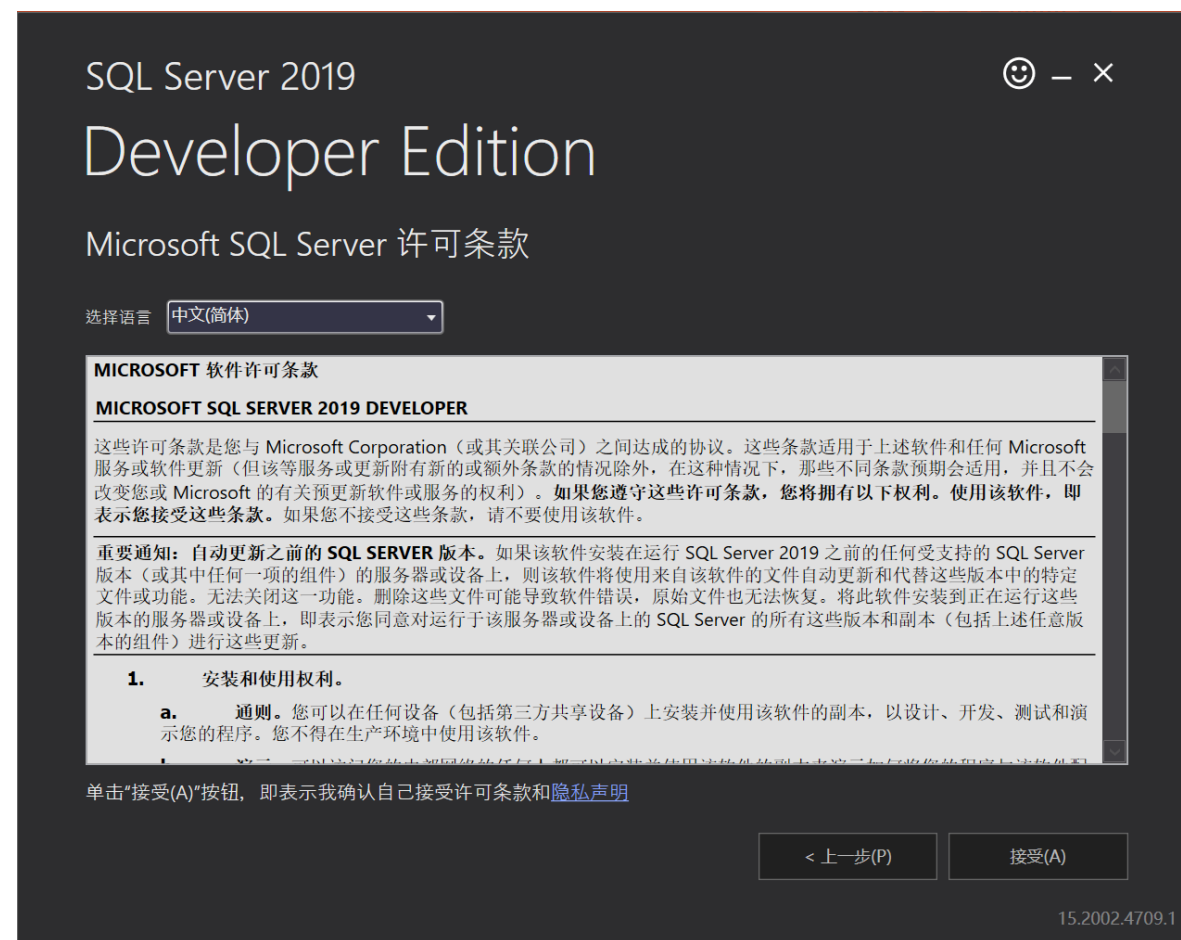 SQL Server 2019
Developer Edition
Microsoft SQL Server 许可条款
选择语言 中文(简体)
MICROSOFT 软件许可条款
MICROSOFT SQL SERVER 2019 DEVELOPER
这些许可条款是您与 Microsoft Corporation（或其关联公司）之间达成的协议。这些条款适用于上述软件和任何 Microsoft
服务或软件更新（但该等服务或更新附有新的或额外条款的情况除外，在这种情况下，那些不同条款预期会适用，并且不会
改变您或 Microsoft 的有关预更新软件或服务的权利）。如果您遵守这些许可条款，您将拥有以下权利。使用该软件，即
表示您接受这些条款。如果您不接受这些条款，请不要使用该软件。
重要通知：自动更新之前的 SQL SERVER 版本。如果该软件安装在运行 SQL Server 2019 之前的任何受支持的 SQL Server
版本（或其中任何一项的组件）的服务器或设备上，则该软件将使用来自该软件的文件自动更新和代替这些版本中的特定
文件或功能。无法关闭这一功能。删除这些文件可能导致软件错误，原始文件也无法恢复。将此软件安装到正在运行这些
版本的服务器或设备上，即表示您同意对运行于该服务器或设备上的 SQL Server 的所有这些版本和副本（包括上述任意版
本的组件）进行这些更新。
1. 安装和使用权利。
a. 通则。您可以在任何设备（包括第三方共享设备）上安装并使用该软件的副本，以设计、开发、测试和演
示您的程序。您不得在生产环境中使用该软件。
单击“接受(A)”按钮，即表示我确认自己接受许可条款和隐私声明
< 上一步(P) 接受(A)
15.2002.4709.1